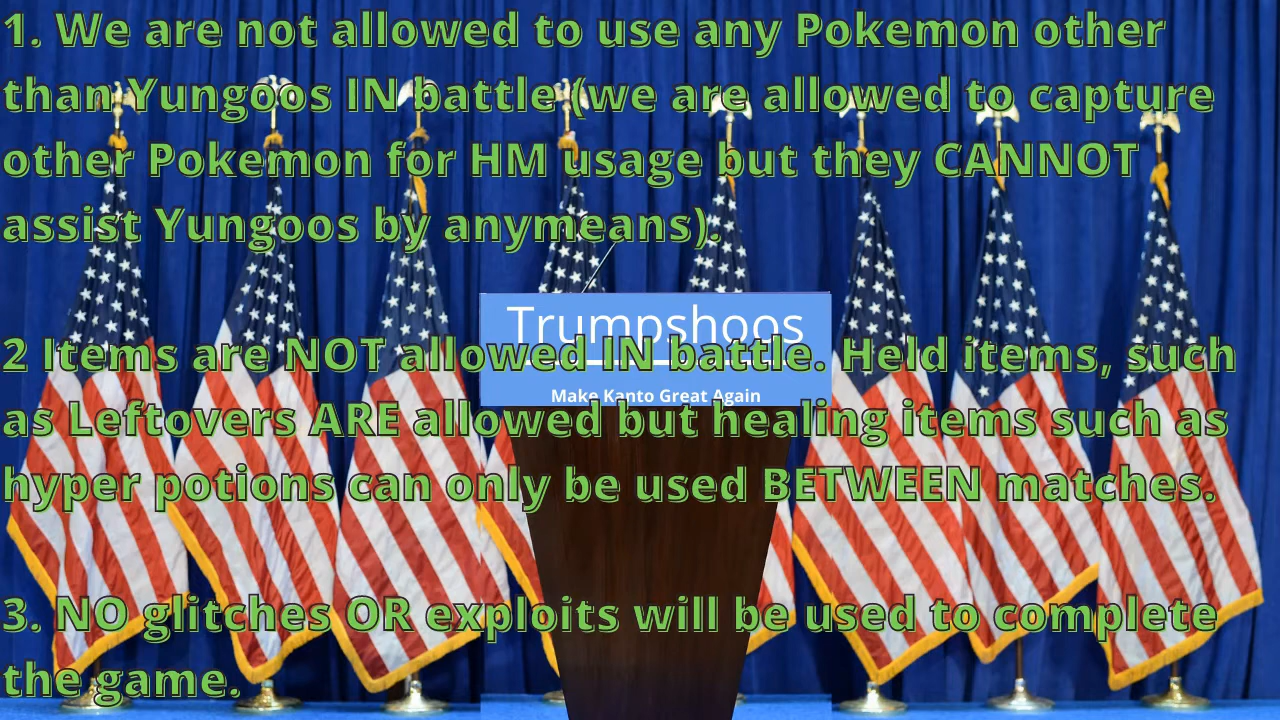 1. We are not allowed to use any Pokemon other
than Yungoos IN battle (we are allowed to capture
other Pokemon for HM usage but they CANNOT
assist Yungoos by anymeans).
Trumpshoos
2 Items are NOT allowed IN battle. Held items, such
Make Kanto Great Again
as Leftovers ARE allowed but healing items such as
hyper potions can only be used BETWEEN matches.
3. NO glitches OR exploits will be used to complete
the game.